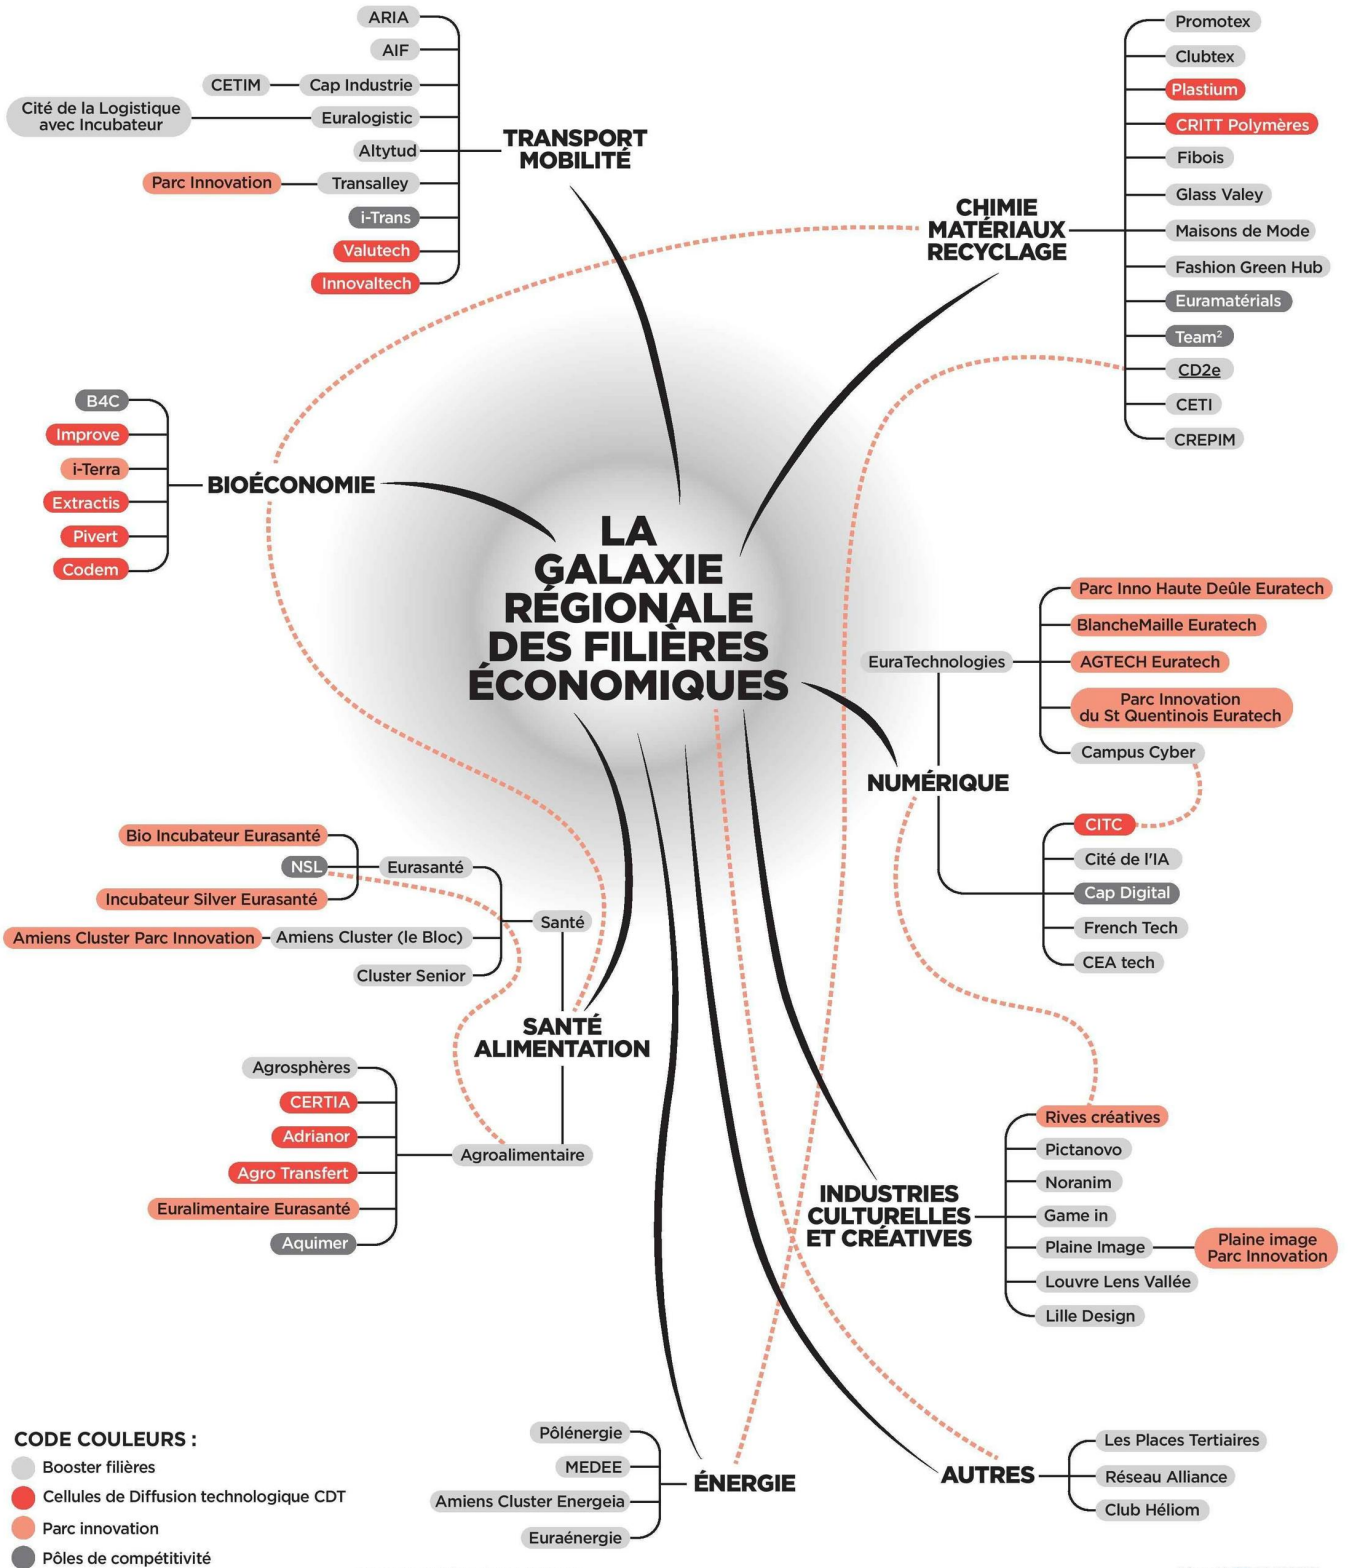 ARIA
AIF
CETIM
Cap Industrie
Cité de la Logistique
avec Incubateur
Euralogistic
Altytud
Parc Innovation
Transalley
i-Trans
Valutech
Innovaltech
TRANSPORT
MOBILITÉ
Promotex
Clubtex
Plastium
CRITT Polymères
Fibois
Glass Valey
Maisons de Mode
Fashion Green Hub
Euramatérials
Team²
CD2e
CETI
CREPIM
CHIMIE
MATÉRIAUX
RECYCLAGE
B4C
Improve
i-Terra
Extractis
Pivert
Codem
BIOÉCONOMIE
LA
GALAXIE
RÉGIONALE
DES FILIÈRES
ÉCONOMIQUES
EuraTechnologies
Parc Inno Haute Deûle Euratech
BlancheMaille Euratech
AGTECH Euratech
Parc Innovation
du St Quentinois Euratech
Campus Cyber
NUMÉRIQUE
CITC
Cité de l'IA
Cap Digital
French Tech
CEA tech
Bio Incubateur Eurasanté
NSL
Eurasanté
Incubateur Silver Eurasanté
Amiens Cluster Parc Innovation
Amiens Cluster (le Bloc)
Cluster Senior
Santé
SANTÉ
ALIMENTATION
Agrosphères
CERTIA
Adrianor
Agro Transfert
Euralimentaire Eurasanté
Aquimer
Agroalimentaire
INDUSTRIES
CULTURELLES
ET CRÉATIVES
Rives créatives
Pictanovo
Noranim
Game in
Plaine Image
Plaine image
Parc Innovation
Louvre Lens Vallée
Lille Design
Pôlénergie
MEDEE
Amiens Cluster Energeia
Euraénergie
ÉNERGIE
AUTRES
Les Places Tertiaires
Réseau Alliance
Club Héliom
CODE COULEURS :
Booster filières
Cellules de Diffusion technologique CDT
Parc innovation
Pôles de compétitivité